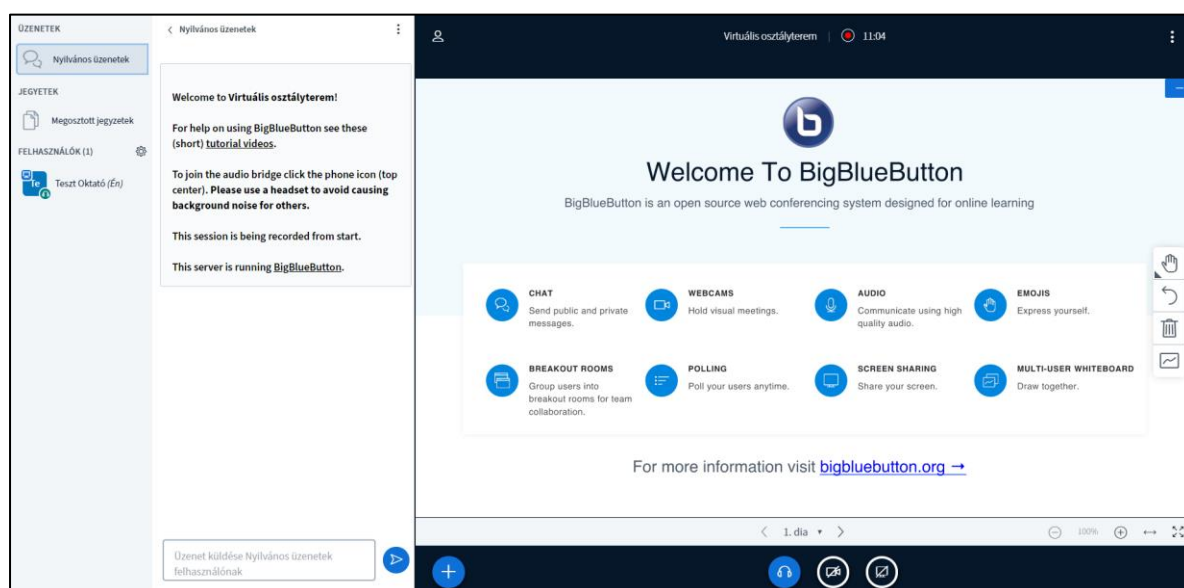 ÜZENETEK
Nyilvános üzenetek
JEGYETEK
Megosztott jegyzetek
FELHASZNÁLÓK (1)
Te
Teszt Oktató (Én)
Nyilvános üzenetek
Welcome to Virtuális osztályterem!
For help on using BigBlueButton see these
(short) tutorial videos.
To join the audio bridge click the phone icon (top
center). Please use a headset to avoid causing
background noise for others.
This session is being recorded from start.
This server is running BigBlueButton.
Üzenet küldése Nyilvános üzenetek
felhasználónak
Virtuális osztályterem | 11:04
b
Welcome To BigBlueButton
BigBlueButton is an open source web conferencing system designed for online learning
CHAT
Send public and private
messages.
WEBCAMS
Hold visual meetings.
AUDIO
Communicate using high
quality audio.
EMOJIS
Express yourself.
BREAKOUT ROOMS
Group users into
breakout rooms for team
collaboration.
POLLING
Poll your users anytime.
SCREEN SHARING
Share your screen.
MULTI-USER WHITEBOARD
Draw together.
For more information visit bigbluebutton.org →
1. dia
100%